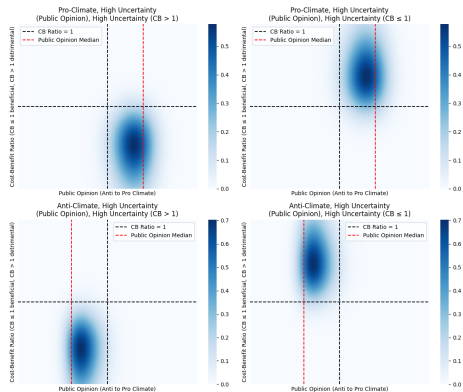 Pro-Climate, High Uncertainty
(Public Opinion), High Uncertainty (CB > 1)
CB Ratio = 1
Public Opinion Median
Cost-Benefit Ratio (CB ≤ 1 beneficial, CB > 1 detrimental)
Public Opinion (Anti to Pro Climate)
0.5
0.4
0.3
0.2
0.1
0.0
Pro-Climate, High Uncertainty
(Public Opinion), High Uncertainty (CB ≤ 1)
CB Ratio = 1
Public Opinion Median
Cost-Benefit Ratio (CB ≤ 1 beneficial, CB > 1 detrimental)
Public Opinion (Anti to Pro Climate)
0.5
0.4
0.3
0.2
0.1
0.0
Anti-Climate, High Uncertainty
(Public Opinion), High Uncertainty (CB > 1)
CB Ratio = 1
Public Opinion Median
Cost-Benefit Ratio (CB ≤ 1 beneficial, CB > 1 detrimental)
Public Opinion (Anti to Pro Climate)
0.7
0.6
0.5
0.4
0.3
0.2
0.1
0.0
Anti-Climate, High Uncertainty
(Public Opinion), High Uncertainty (CB ≤ 1)
CB Ratio = 1
Public Opinion Median
Cost-Benefit Ratio (CB ≤ 1 beneficial, CB > 1 detrimental)
Public Opinion (Anti to Pro Climate)
0.7
0.6
0.5
0.4
0.3
0.2
0.1
0.0